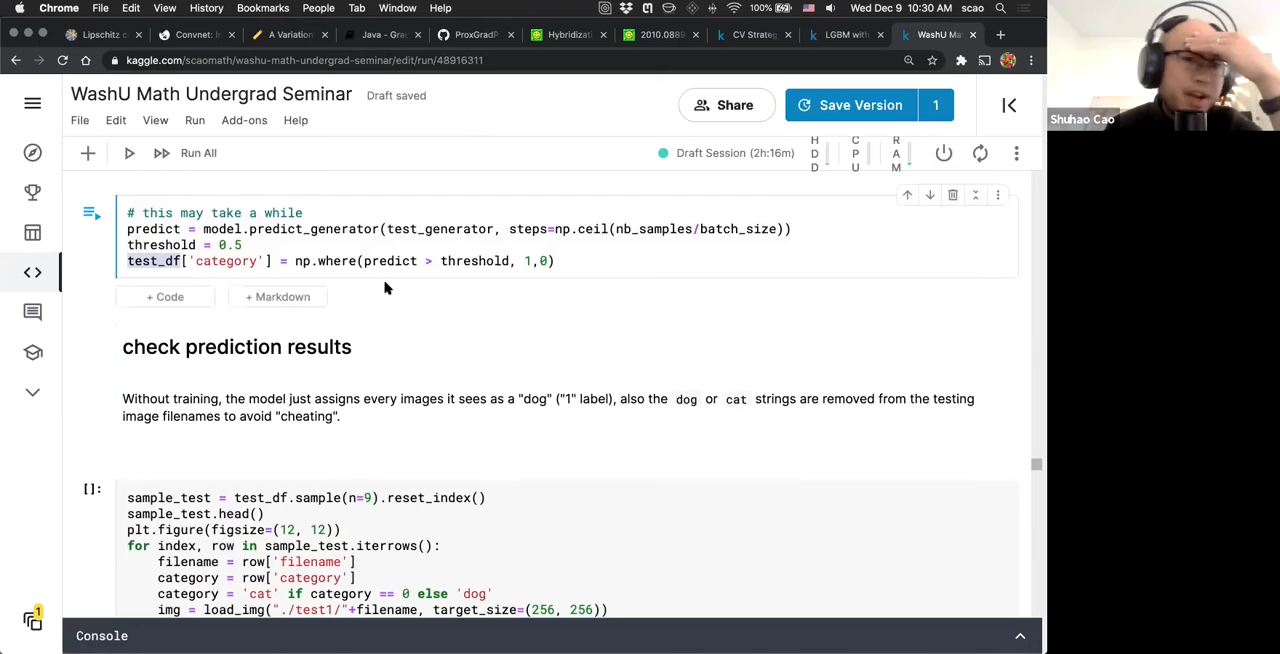 Chrome File Edit View History Bookmarks People Tab Window Help 100% Wed Dec 9 10:30 AM scao
Lipschitz c Convnet: I A Variation Java - Gra ProxGradP Hybridizati 2010.0889 CV Strateg LGBM with WashU Ma
kaggle.com/scaomath/washu-math-undergrad-seminar/edit/run/48916311
WashU Math Undergrad Seminar Draft saved
Share Save Version 1
File Edit View Run Add-ons Help
Run All Draft Session (2h:16m) HDD CPU RAM
Shuhao Cao
# this may take a while
predict = model.predict_generator(test_generator, steps=np.ceil(nb_samples/batch_size))
threshold = 0.5
test_df['category'] = np.where(predict > threshold, 1,0)
+ Code + Markdown
check prediction results
Without training, the model just assigns every images it sees as a "dog" ("1" label), also the dog or cat strings are removed from the testing
image filenames to avoid "cheating".
[]:
sample_test = test_df.sample(n=9).reset_index()
sample_test.head()
plt.figure(figsize=(12, 12))
for index, row in sample_test.iterrows():
filename = row['filename']
category = row['category']
category = 'cat' if category == 0 else 'dog'
img = load_img("./test1/"+filename, target_size=(256, 256))
1
Console